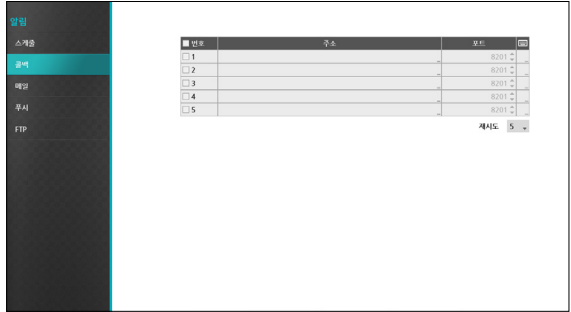 알림
스케줄
콜백
메일
푸시
FTP
번호 주소 포트
1 8201
2 8201
3 8201
4 8201
5 8201
재시도 5